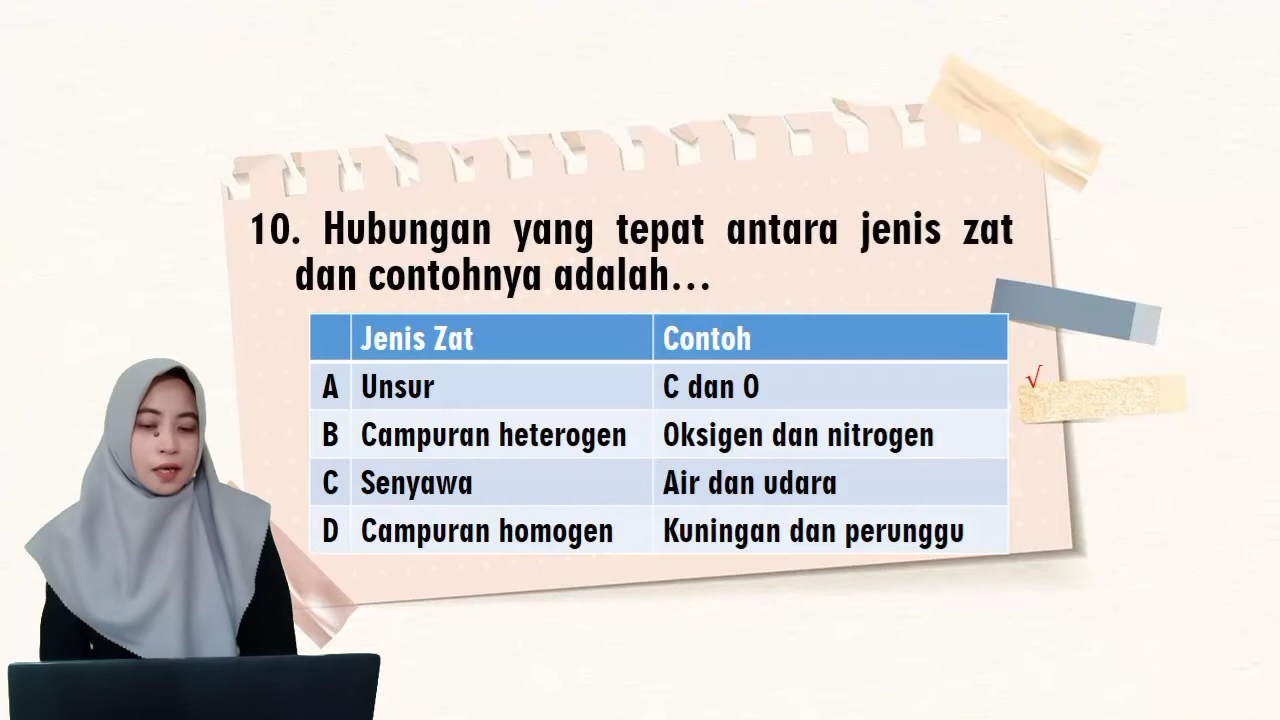 10. Hubungan yang tepat antara jenis zat
dan contohnya adalah...
Jenis Zat Contoh
A Unsur C dan O √
B Campuran heterogen Oksigen dan nitrogen
C Senyawa Air dan udara
D Campuran homogen Kuningan dan perunggu